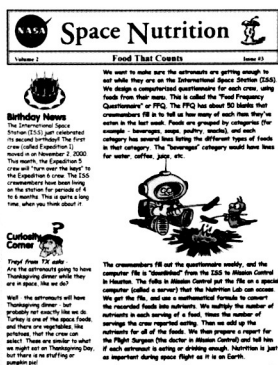 NASA
Space Nutrition
Volume 2
Food That Counts
Issue #3
Birthday News
The International Space
Station (ISS) just celebrated
its second birthday! The first
crew (called Expedition 1)
moved in on November 2, 2000.
This month, the Expedition 5
crew will "turn over the keys" to
the Expedition 6 crew. The ISS
crewmembers have been living
on the station for periods of 4
to 6 months. This is quite a long
time, when you think about it.
Curiosity
Corner
Treyf from TX asks -
Are the astronauts going to have
Thanksgiving dinner while they
are in space, like we do?
Well - the astronauts will have
Thanksgiving dinner - but
probably not exactly like we do.
Turkey is one of the space foods,
and there are vegetables, like
potatoes, that the crew can
select. These are similar to what
we might eat on Thanksgiving Day,
but there is no stuffing or
pumpkin pie!
We want to make sure the astronauts are getting enough to
eat while they are on the International Space Station (ISS).
We design a computerized questionnaire for each crew, using
foods from their menu. This is called the "Food Frequency
Questionnaire" or FFQ. The FFQ has about 50 blanks that
crewmembers fill in to tell us how many of each item they've
eaten in the last week. Foods are grouped by categories (for
example - beverages, soups, poultry, snacks), and each
category has several lines listing the different types of foods
in that category. The "beverages" category would have lines
for water, coffee, juice, etc.
The crewmembers fill out the questionnaire weekly, and the
computer file is "downlinked" from the ISS to Mission Control
in Houston. The folks in Mission Control put the file on a special
computer (called a server) that the Nutrition Lab can access.
We get the file, and use a mathematical formula to convert
the recorded foods into nutrients. We multiply the number of
nutrients in each serving of a food, times the number of
servings the crew reported eating. Then we add up the
nutrients for all of the foods. We then prepare a report for
the Flight Surgeon (the doctor in Mission Control) and tell him
if each astronaut is eating or drinking enough. Nutrition is just
as important during space flight as it is on Earth.